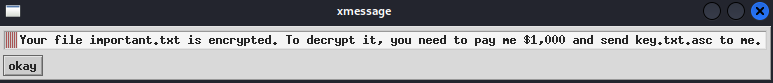 xmessage
Your file important.txt is encrypted. To decrypt it, you need to pay me $1,000 and send key.txt.asc to me.
okay